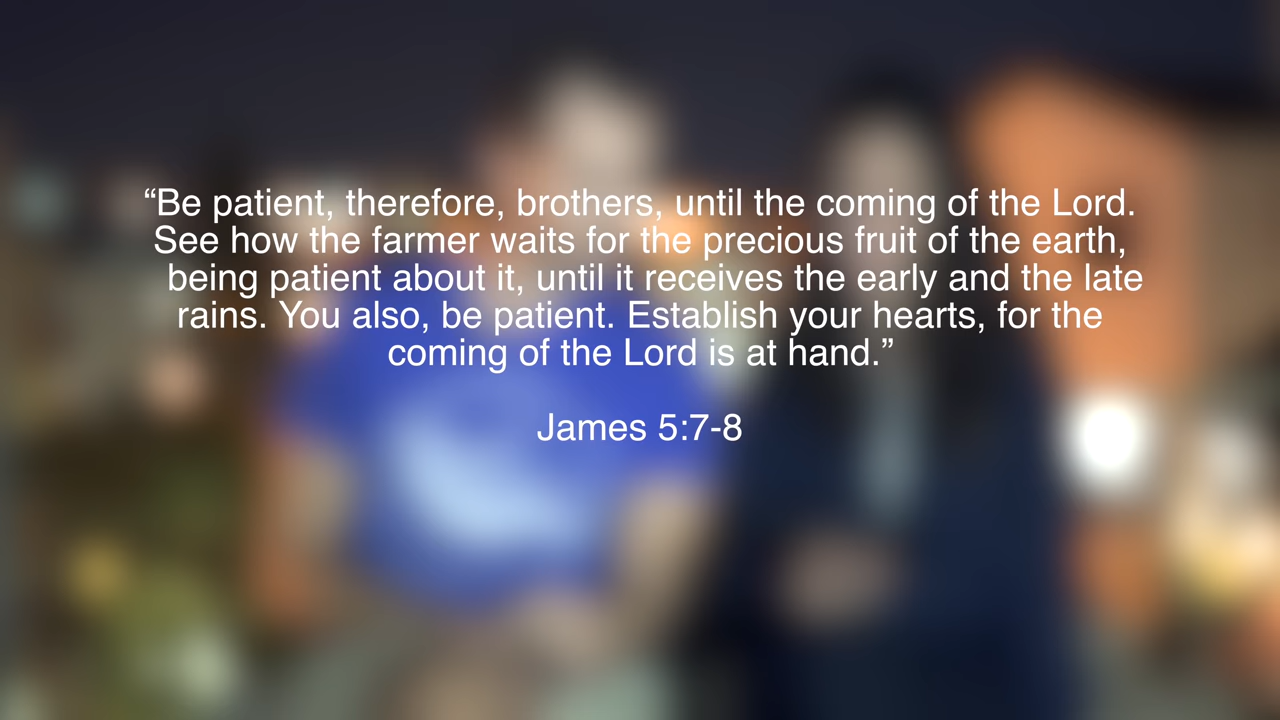 “Be patient, therefore, brothers, until the coming of the Lord.
See how the farmer waits for the precious fruit of the earth,
being patient about it, until it receives the early and the late
rains. You also, be patient. Establish your hearts, for the
coming of the Lord is at hand.”
James 5:7-8